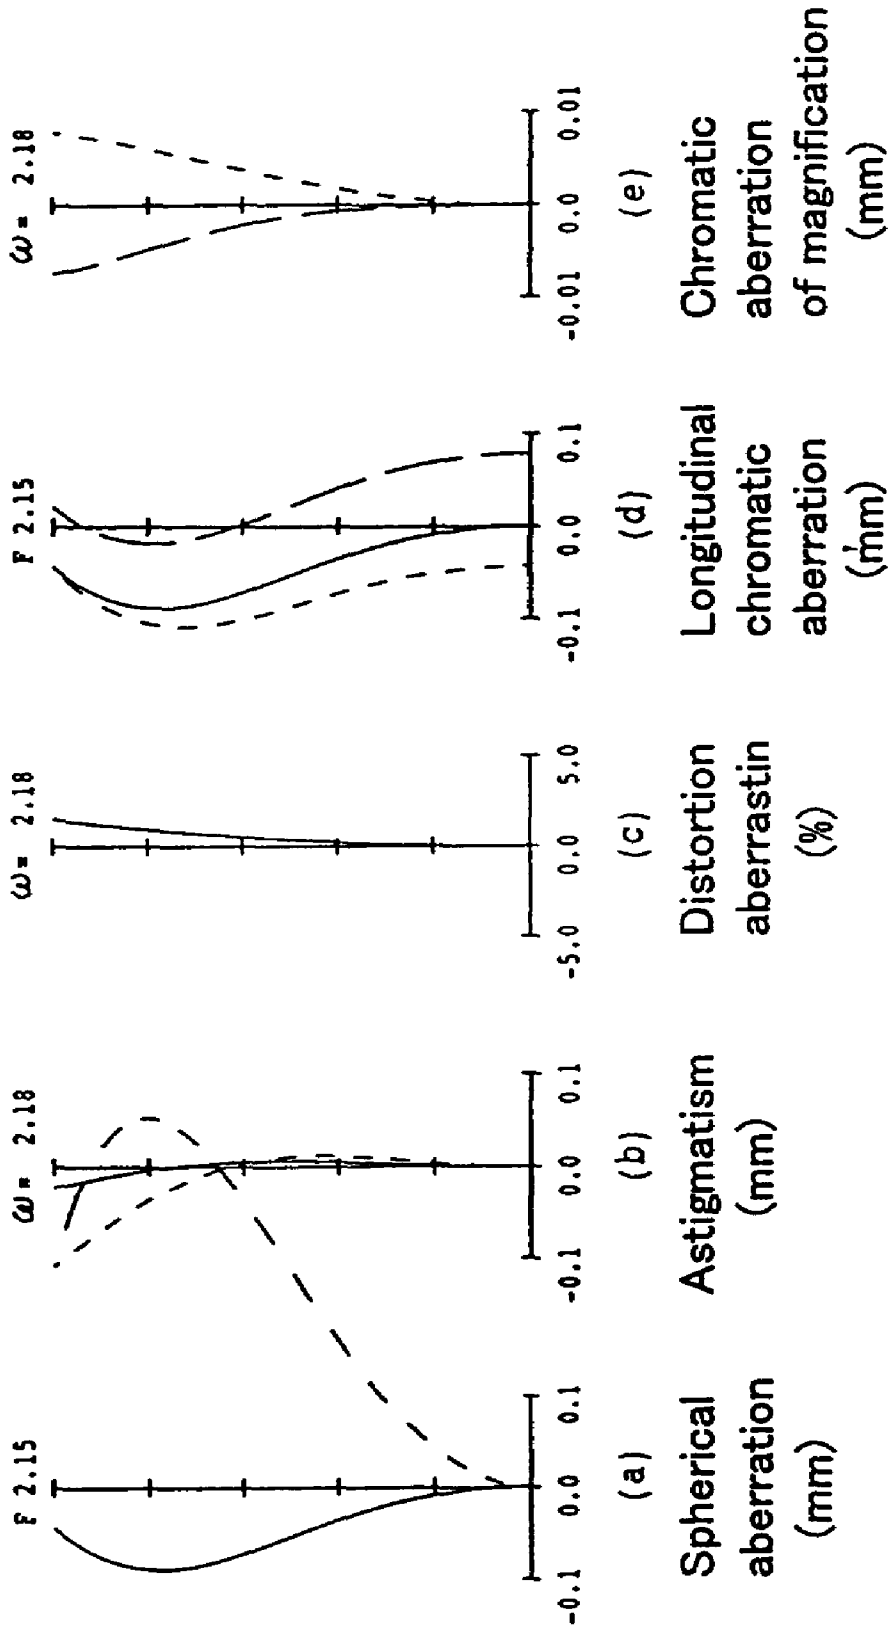 F 2.15
-0.1 0.0 0.1
(a)
Spherical
aberration
(mm)
ω= 2.18
-0.1 0.0 0.1
(b)
Astigmatism
(mm)
ω= 2.18
-5.0 0.0 5.0
(c)
Distortion
aberrastin
(%)
F 2.15
-0.1 0.0 0.1
(d)
Longitudinal
chromatic
aberration
(mm)
ω= 2.18
-0.01 0.0 0.01
(e)
Chromatic
aberration
of magnification
(mm)